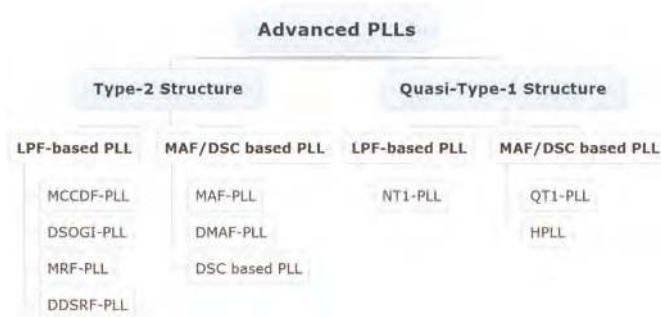 Advanced PLLs
Type-2 Structure
Quasi-Type-1 Structure
LPF-based PLL
MAF/DSC based PLL
LPF-based PLL
MAF/DSC based PLL
MCCDF-PLL
MAF-PLL
NT1-PLL
QT1-PLL
DSOGI-PLL
DMAF-PLL
HPLL
MRF-PLL
DSC based PLL
DDSRF-PLL